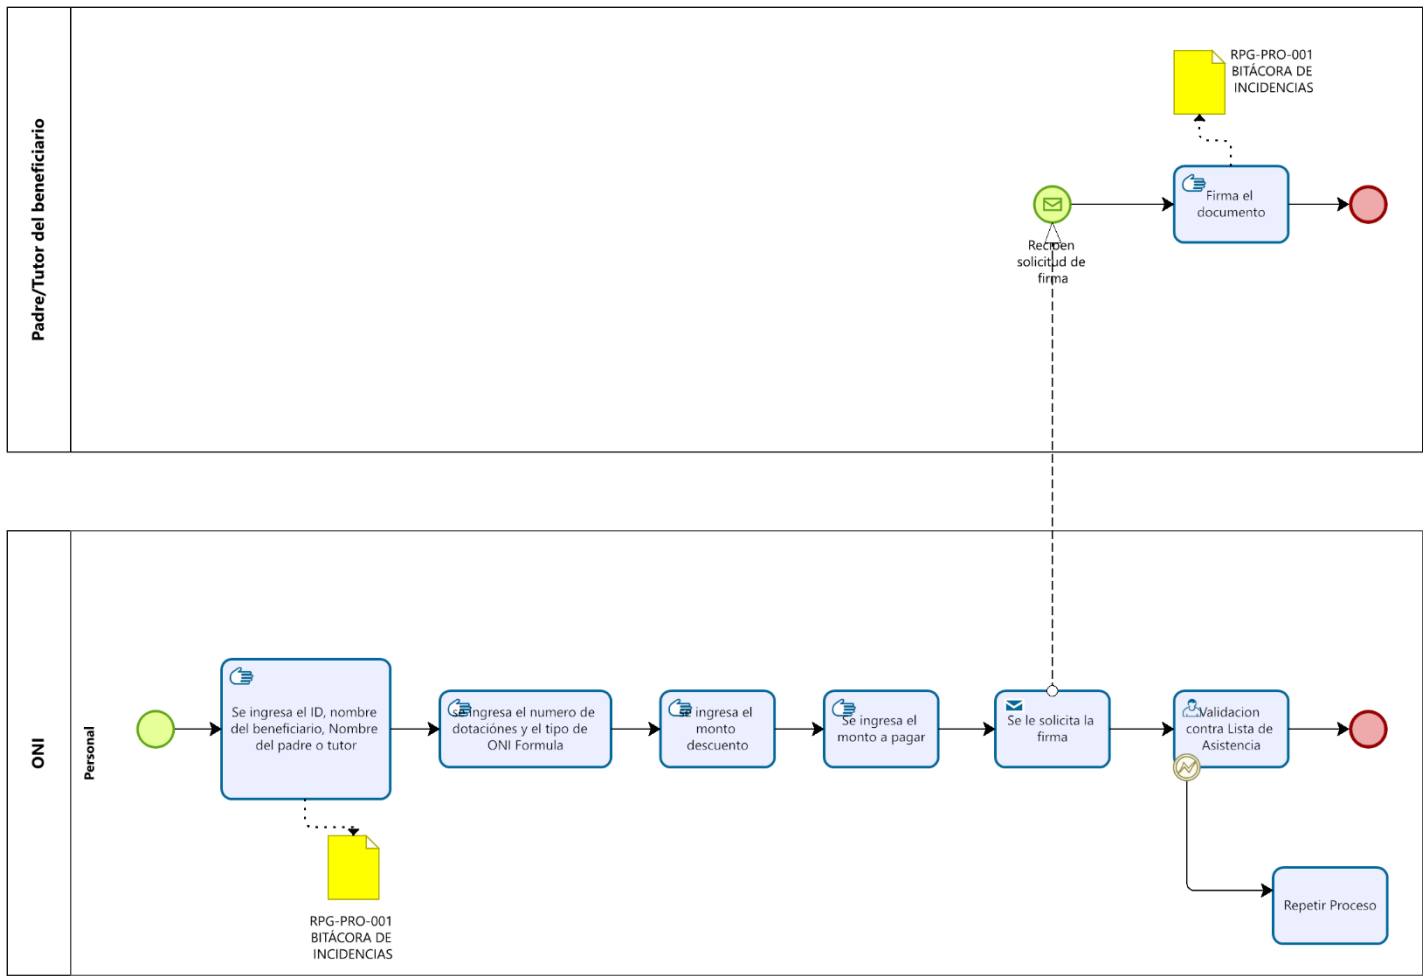 Padre/Tutor del beneficiario
RPG-PRO-001
BITÁCORA DE
INCIDENCIAS
Firma el
documento
Reciben
solicitud de
firma
ONI
Personal
Se ingresa el ID, nombre
del beneficiario, Nombre
del padre o tutor
RPG-PRO-001
BITÁCORA DE
INCIDENCIAS
se ingresa el numero de
dotaciónes y el tipo de
ONI Formula
se ingresa el
monto
descuento
Se ingresa el
monto a pagar
Se le solicita la
firma
Validacion
contra Lista de
Asistencia
Repetir Proceso